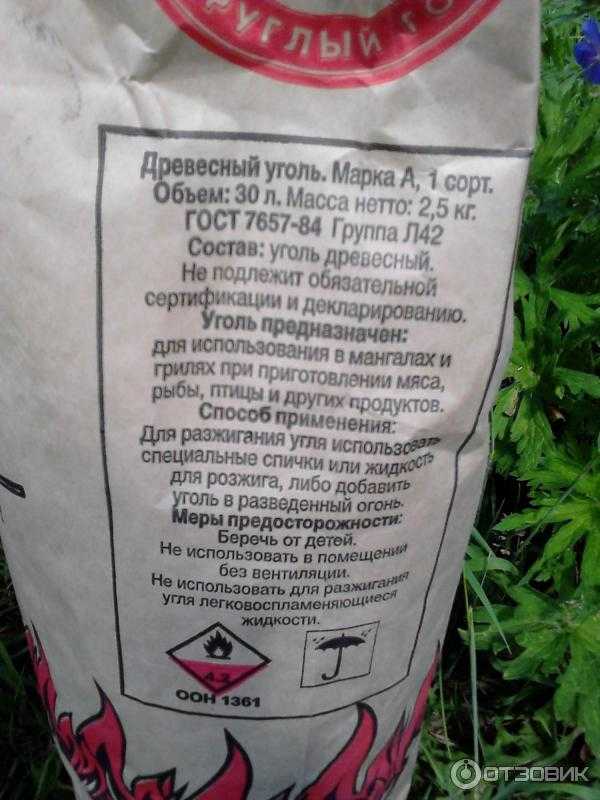 КРУГЛЫЙ ГО
Древесный уголь. Марка А, 1 сорт.
Объем: 30 л. Масса нетто: 2,5 кг.
ГОСТ 7657-84 Группа Л42
Состав: уголь древесный.
Не подлежит обязательной
сертификации и декларированию.
Уголь предназначен:
для использования в мангалах и
грилях при приготовлении мяса,
рыбы, птицы и других продуктов.
Способ применения:
Для разжигания угля использовать
специальные спички или жидкость
для розжига, либо добавить
уголь в разведенный огонь.
Меры предосторожности:
Беречь от детей.
Не использовать в помещении
без вентиляции.
Не использовать для разжигания
угля легковоспламеняющиеся
жидкости.
4.2
ООН 1361
ОТЗОВИК